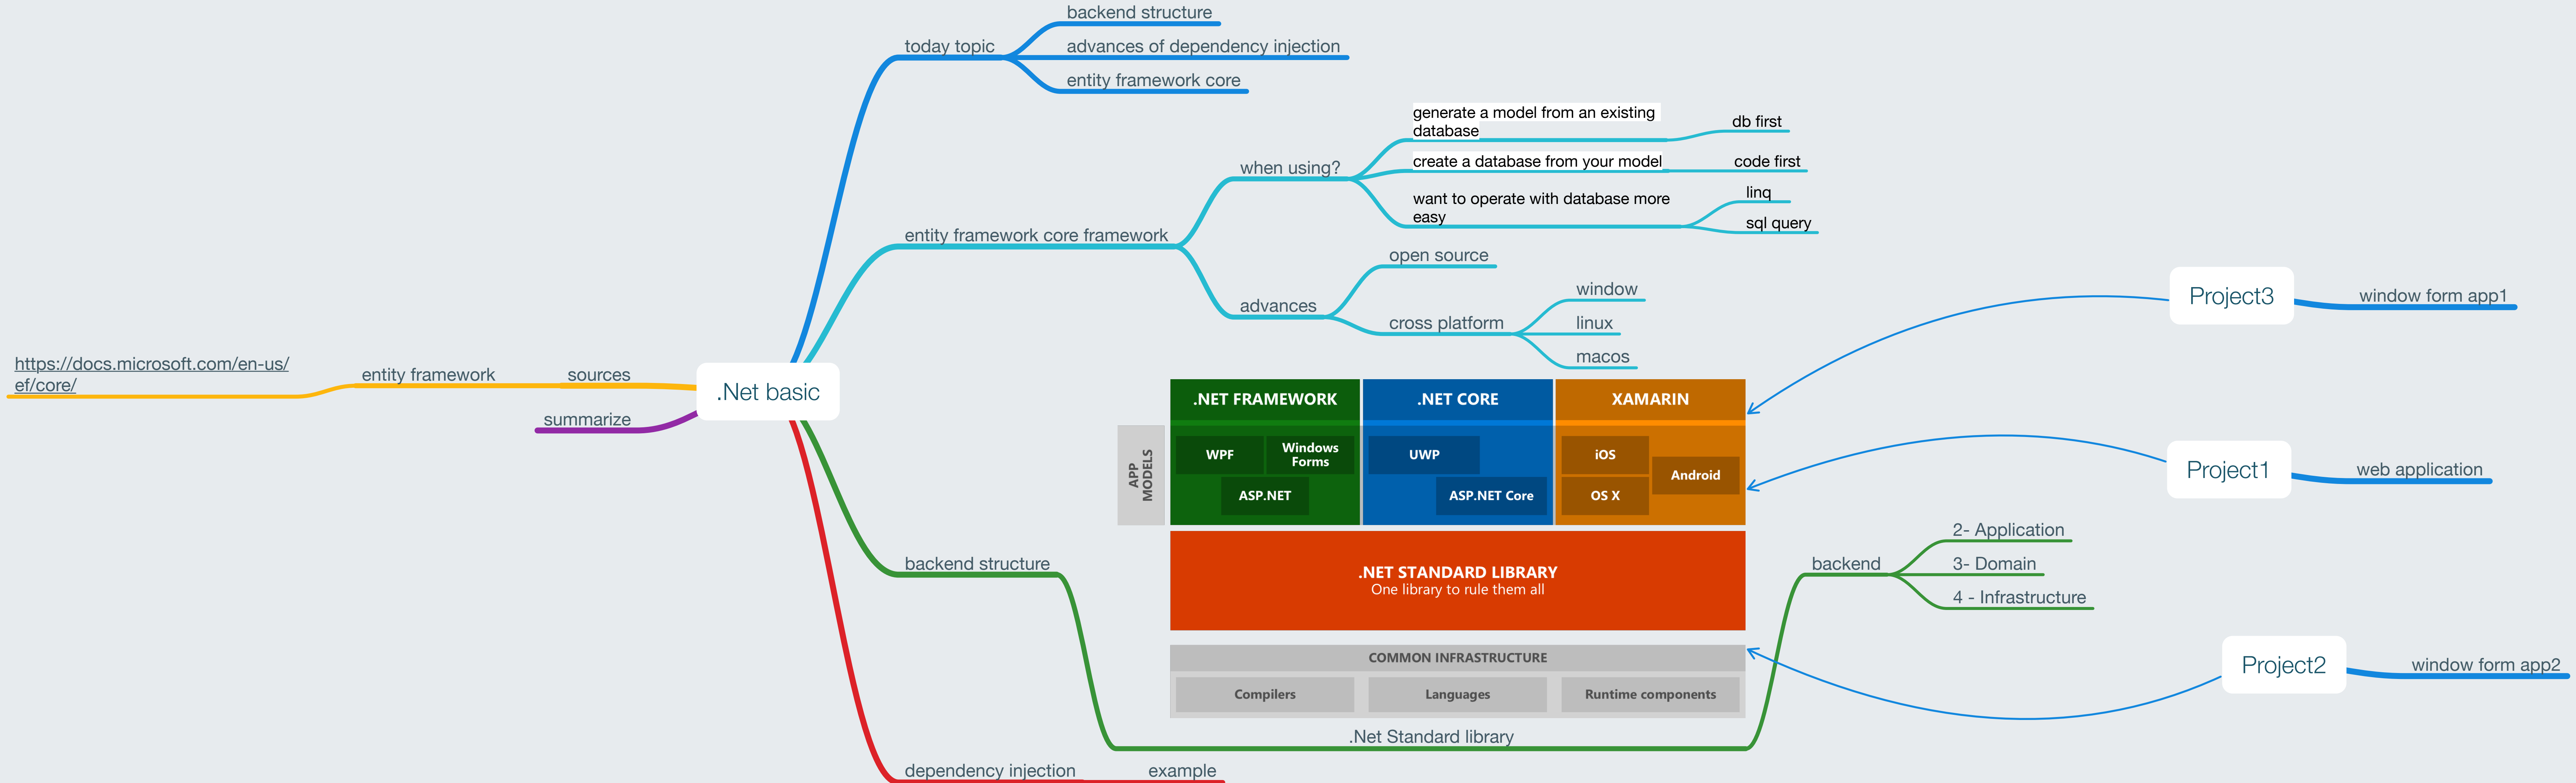 .Net basic
today topic
backend structure
advances of dependency injection
entity framework core
entity framework core framework
when using?
generate a model from an existing
database
db first
create a database from your model
code first
want to operate with database more
easy
linq
sql query
advances
open source
cross platform
window
linux
macos
sources
entity framework
https://docs.microsoft.com/en-us/
ef/core/
summarize
backend structure
.NET FRAMEWORK
.NET CORE
XAMARIN
APP
MODELS
WPF
Windows
Forms
ASP.NET
UWP
ASP.NET Core
iOS
Android
OS X
.NET STANDARD LIBRARY
One library to rule them all
COMMON INFRASTRUCTURE
Compilers
Languages
Runtime components
.Net Standard library
backend
2- Application
3- Domain
4 - Infrastructure
dependency injection
example
Project3
window form app1
Project1
web application
Project2
window form app2